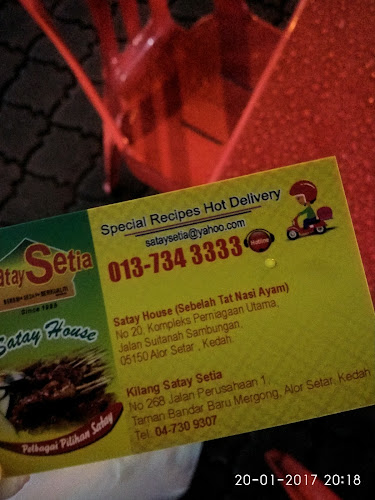 Satay Setia
Since 1985
Satay House
Pelbagai Pilihan Satay
Special Recipes Hot Delivery
sataysetia@yahoo.com
013-734 3333
Satay House (Sebelah Tat Nasi Ayam)
No 20, Kompleks Perniagaan Utama,
Jalan Sultanah Sambungan,
05150 Alor Setar , Kedah.
Kilang Satay Setia
No 268 Jalan Perusahaan 1,
Taman Bandar Baru Mergong, Alor Setar, Kedah
Tel: 04-730 9307
20-01-2017 20:18